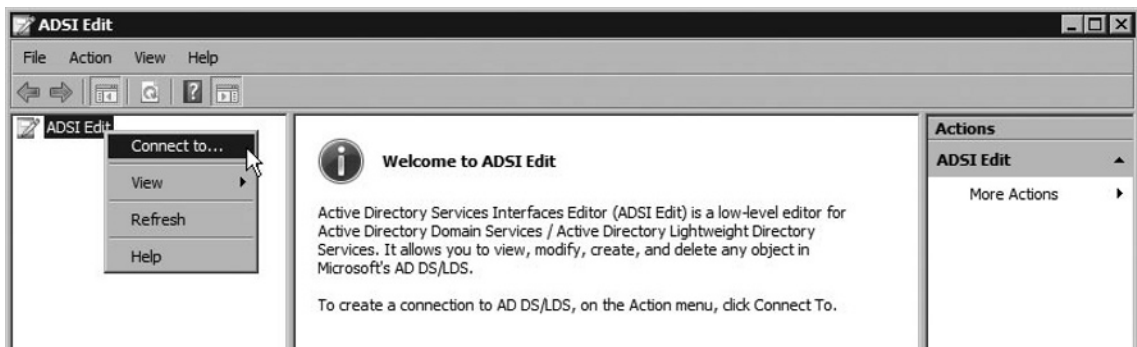 ADSI Edit
File Action View Help
ADSI Edit
Connect to...
View
Refresh
Help
Welcome to ADSI Edit
Active Directory Services Interfaces Editor (ADSI Edit) is a low-level editor for
Active Directory Domain Services / Active Directory Lightweight Directory
Services. It allows you to view, modify, create, and delete any object in
Microsoft's AD DS/LDS.
To create a connection to AD DS/LDS, on the Action menu, click Connect To.
Actions
ADSI Edit
More Actions